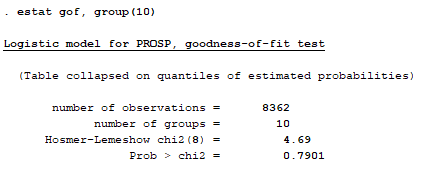 . estat gof, group(10)
Logistic model for PROSP, goodness-of-fit test
(Table collapsed on quantiles of estimated probabilities)
number of observations = 8362
number of groups = 10
Hosmer-Lemeshow chi2(8) = 4.69
Prob > chi2 = 0.7901